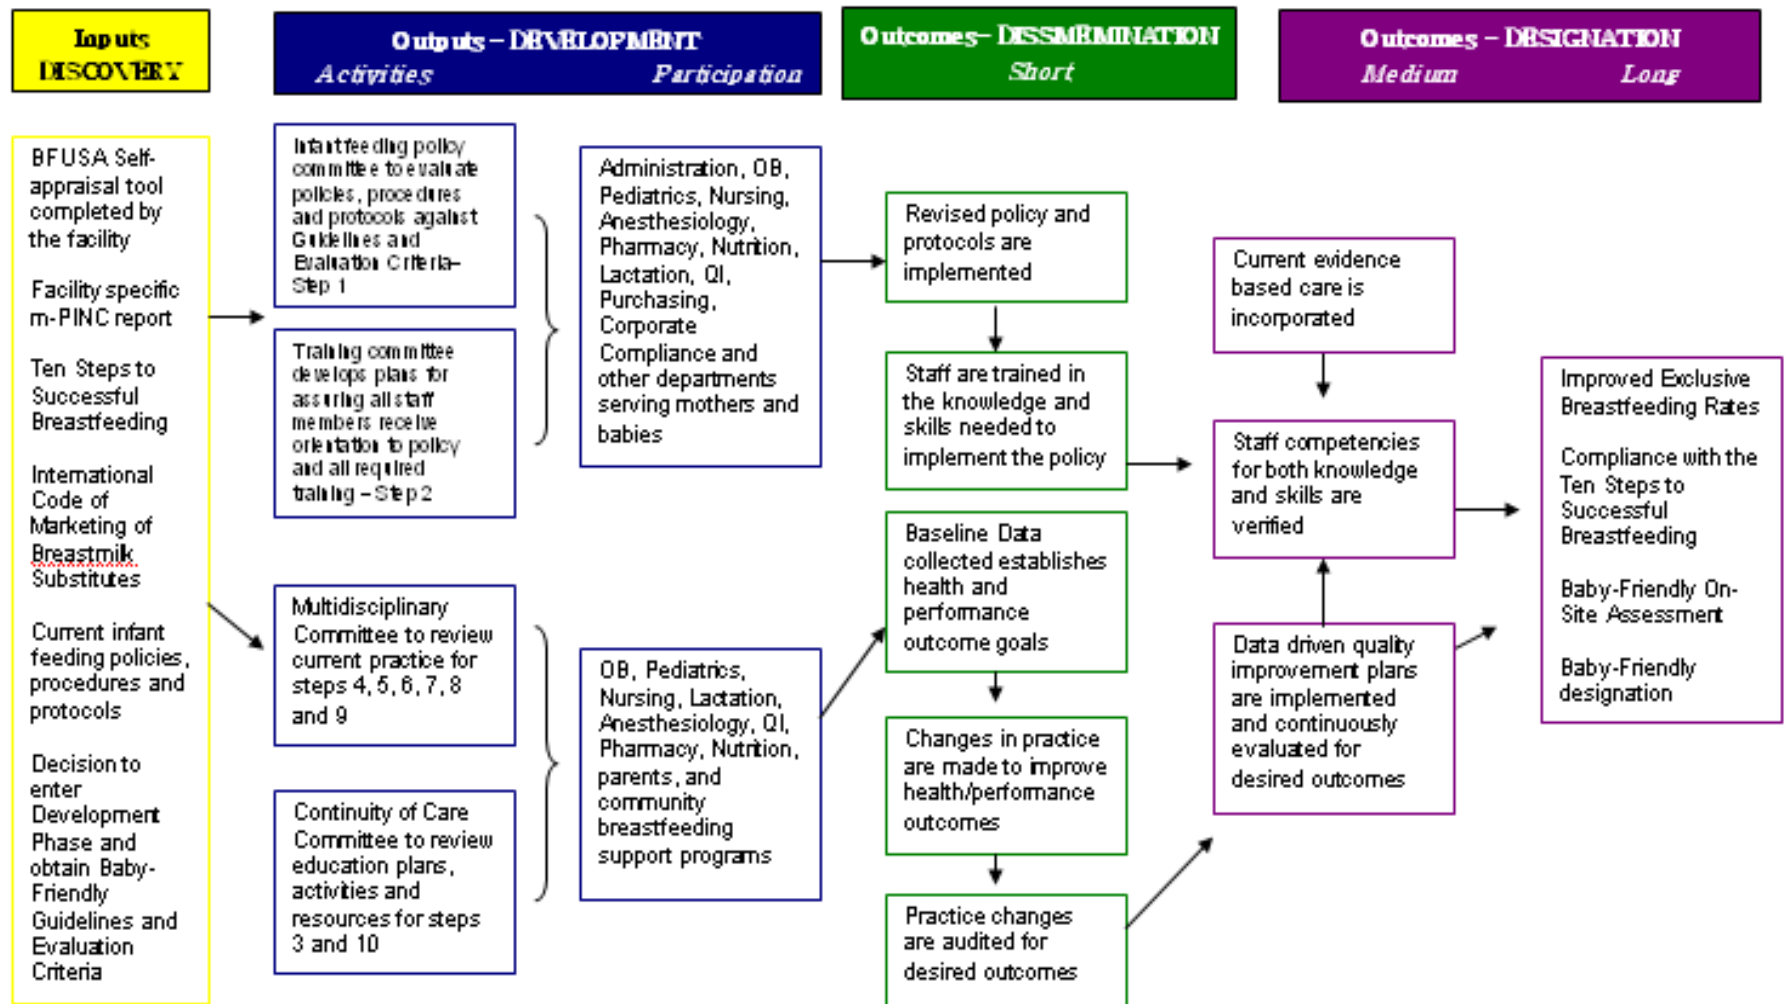 Inputs
DISCOVERY
Outputs – DEVELOPMENT
Activities Participation
Outcomes– DISSMEMINATION
Short
Outcomes – DESIGNATION
Medium Long
BFUSA Self-
appraisal tool
completed by
the facility
Facility specific
m-PINC report
Ten Steps to
Successful
Breastfeeding
International
Code of
Marketing of
Breastmilk
Substitutes
Current infant
feeding policies,
procedures and
protocols
Decision to
enter
Development
Phase and
obtain Baby-
Friendly
Guidelines and
Evaluation
Criteria
Infant feeding policy
committee to evaluate
policies, procedures
and protocols against
Guidelines and
Evaluation Criteria–
Step 1
Training committee
develops plans for
assuring all staff
members receive
orientation to policy
and all required
training – Step 2
Multidisciplinary
Committee to review
current practice for
steps 4, 5, 6, 7, 8
and 9
Continuity of Care
Committee to review
education plans,
activities and
resources for steps
3 and 10
Administration, OB,
Pediatrics, Nursing,
Anesthesiology,
Pharmacy, Nutrition,
Lactation, QI,
Purchasing,
Corporate
Compliance and
other departments
serving mothers and
babies
OB, Pediatrics,
Nursing, Lactation,
Anesthesiology, QI,
Pharmacy, Nutrition,
parents, and
community
breastfeeding
support programs
Revised policy and
protocols are
implemented
Staff are trained in
the knowledge and
skills needed to
implement the policy
Baseline Data
collected establishes
health and
performance
outcome goals
Changes in practice
are made to improve
health/performance
outcomes
Practice changes
are audited for
desired outcomes
Current evidence
based care is
incorporated
Staff competencies
for both knowledge
and skills are
verified
Data driven quality
improvement plans
are implemented
and continuously
evaluated for
desired outcomes
Improved Exclusive
Breastfeeding Rates
Compliance with the
Ten Steps to
Successful
Breastfeeding
Baby-Friendly On-
Site Assessment
Baby-Friendly
designation